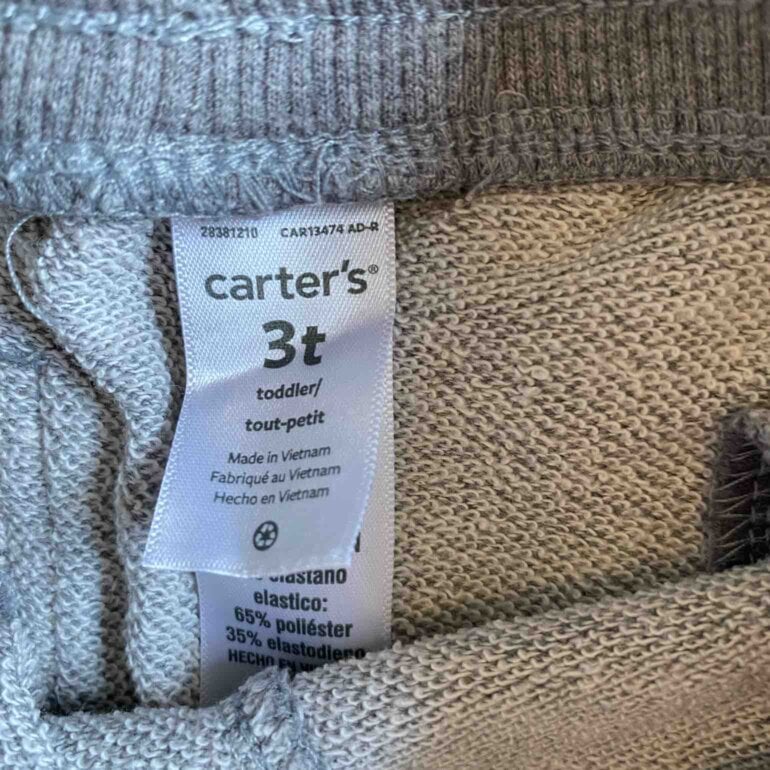 28381210 CAR13474 AD-R
carter's®
3t
toddler/
tout-petit
Made in Vietnam
Fabriqué au Vietnam
Hecho en Vietnam
elastano
elastico:
65% poliéster
35% elastodieno
HECHO EN